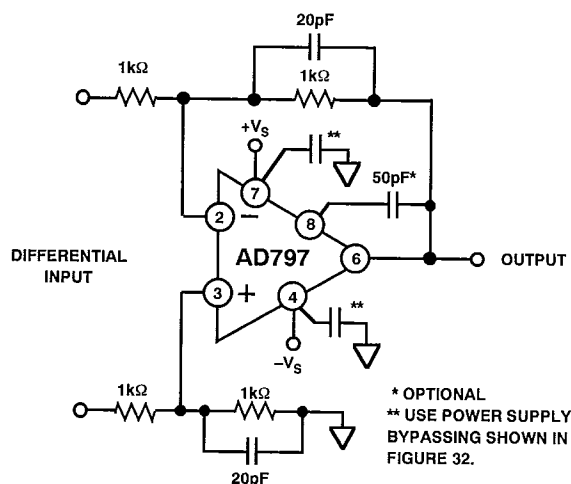 20pF
1kΩ
1kΩ
+VS
**
50pF*
7
8
2
−
DIFFERENTIAL
INPUT
AD797
6
OUTPUT
3
+
4
**
−VS
1kΩ
1kΩ
20pF
* OPTIONAL
** USE POWER SUPPLY
BYPASSING SHOWN IN
FIGURE 32.